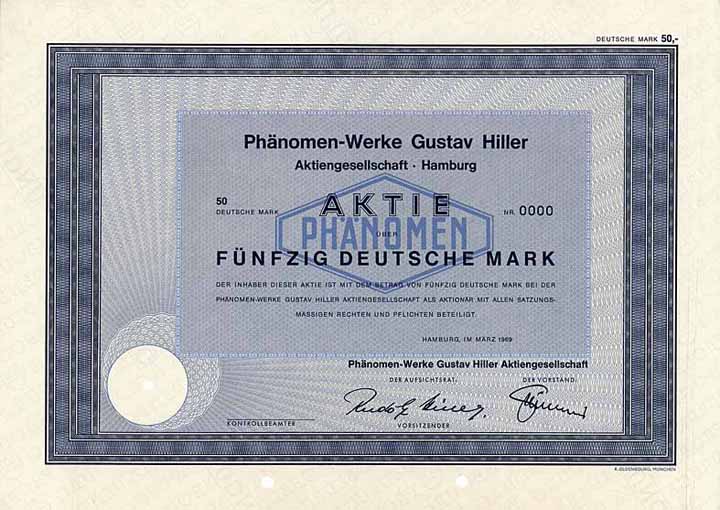 DEUTSCHE MARK 50,-
Phänomen-Werke Gustav Hiller
Aktiengesellschaft · Hamburg
50
DEUTSCHE MARK
AKTIE
NR. 0000
ÜBER
PHÄNOMEN
FÜNFZIG DEUTSCHE MARK
DER INHABER DIESER AKTIE IST MIT DEM BETRAG VON FÜNFZIG DEUTSCHE MARK BEI DER
PHÄNOMEN-WERKE GUSTAV HILLER AKTIENGESELLSCHAFT ALS AKTIONÄR MIT ALLEN SATZUNGS-
MÄSSIGEN RECHTEN UND PFLICHTEN BETEILIGT.
HAMBURG, IM MÄRZ 1969
Phänomen-Werke Gustav Hiller Aktiengesellschaft
DER AUFSICHTSRAT:
DER VORSTAND:
KONTROLLBEAMTER
VORSITZENDER
R. OLDENBOURG, MÜNCHEN